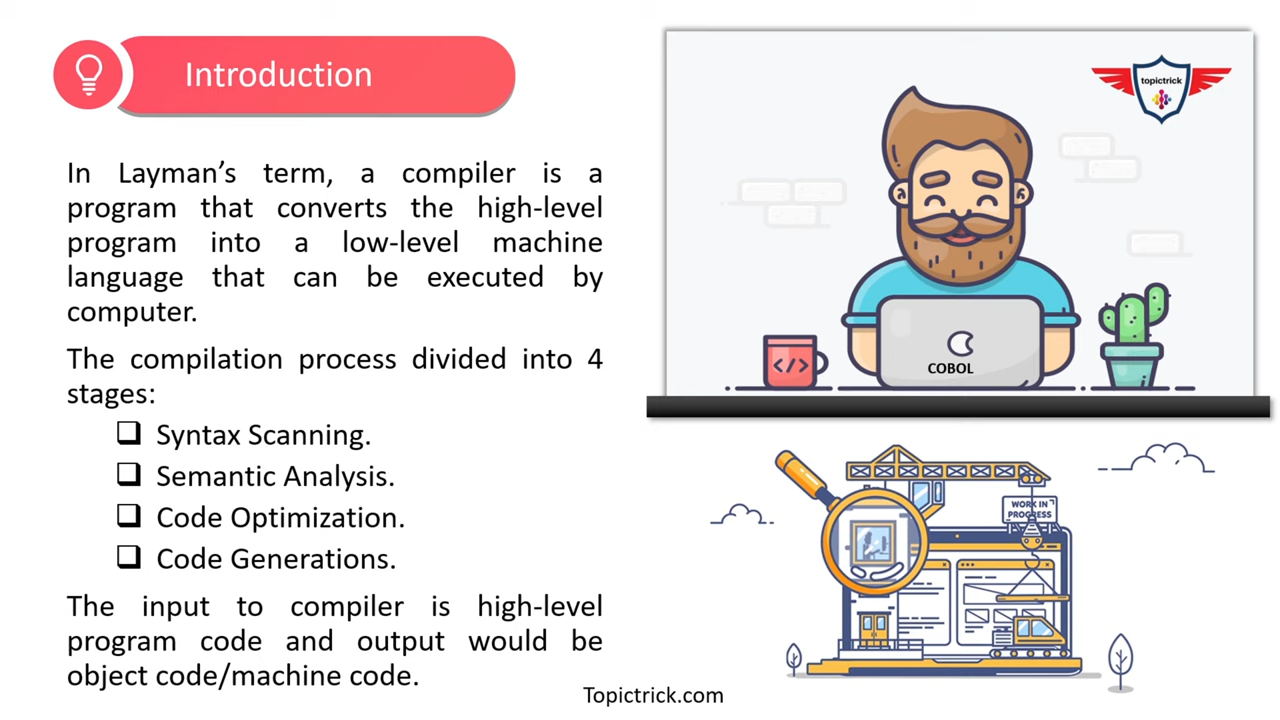 Introduction
In Layman’s term, a compiler is a
program that converts the high-level
program into a low-level machine
language that can be executed by
computer.
The compilation process divided into 4
stages:
Syntax Scanning.
Semantic Analysis.
Code Optimization.
Code Generations.
The input to compiler is high-level
program code and output would be
object code/machine code.
topictrick
</>
COBOL
WORK IN
PROGRESS
Topictrick.com